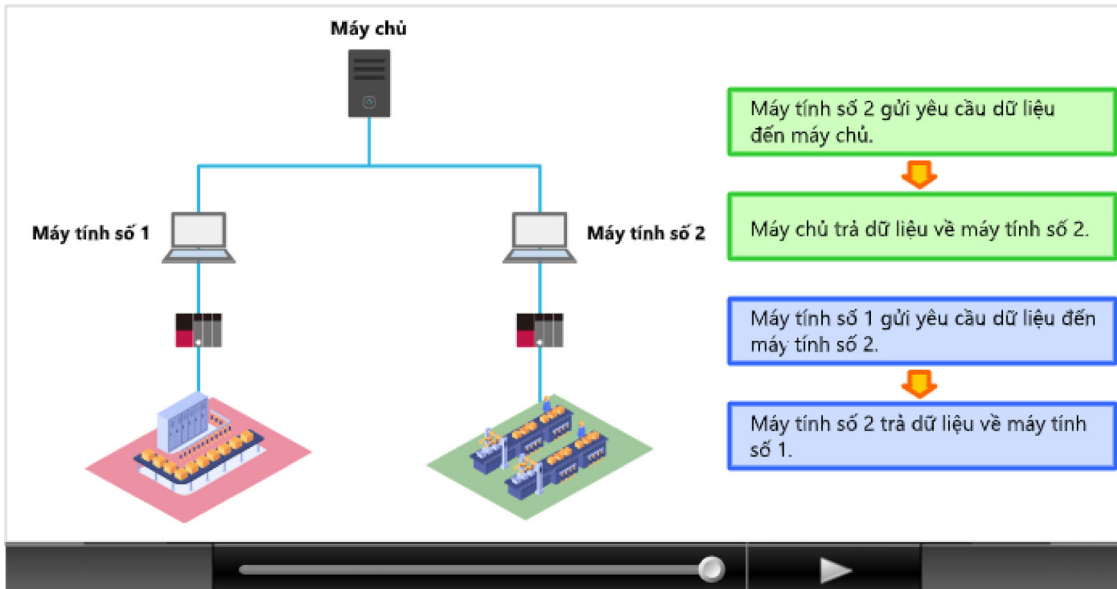 Máy chủ
Máy tính số 1
Máy tính số 2
Máy tính số 2 gửi yêu cầu dữ liệu
đến máy chủ.
Máy chủ trả dữ liệu về máy tính số 2.
Máy tính số 1 gửi yêu cầu dữ liệu đến
máy tính số 2.
Máy tính số 2 trả dữ liệu về máy tính
số 1.